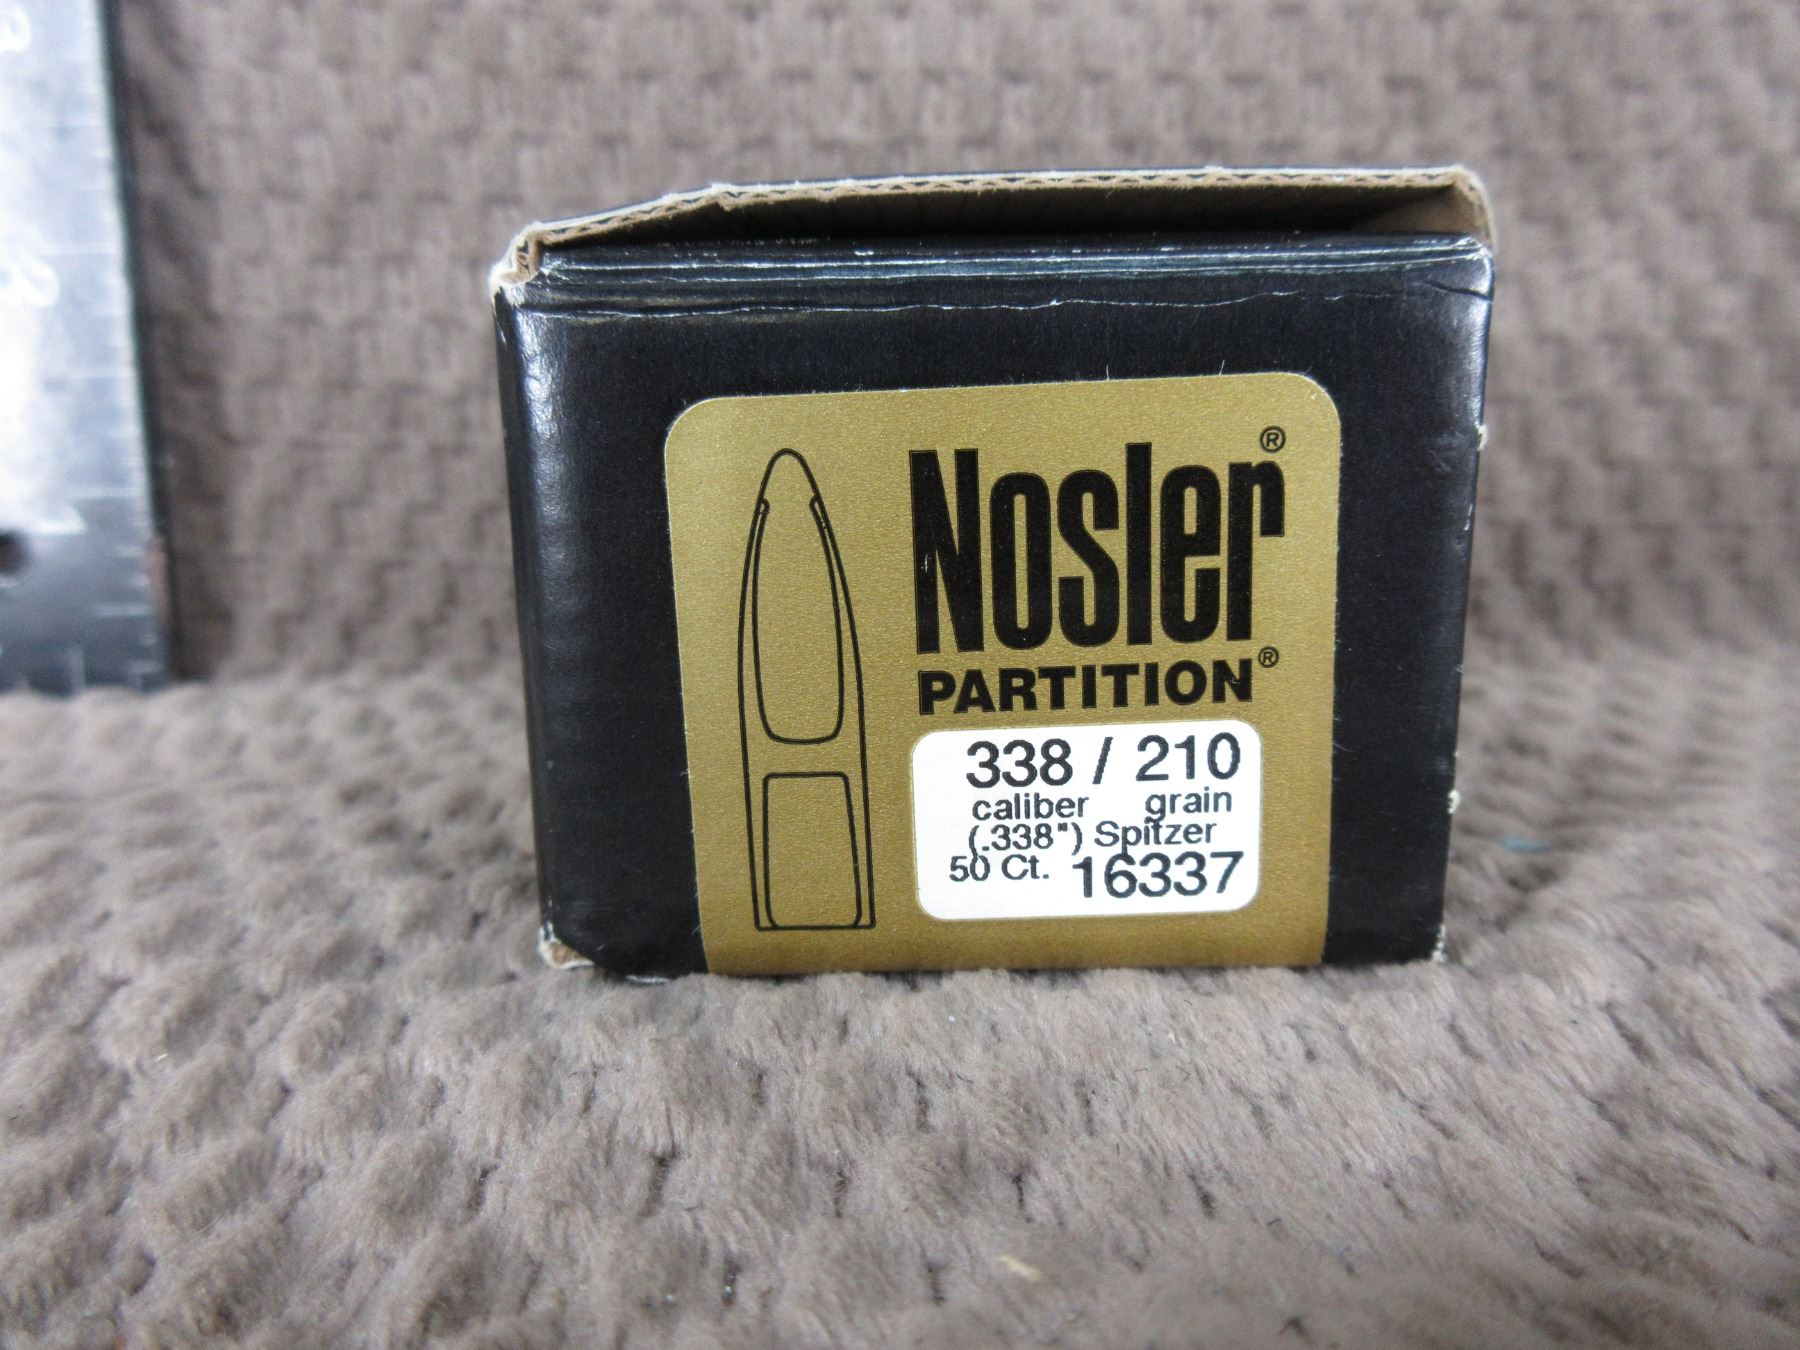 Nosler®
PARTITION®
338 / 210
caliber grain
(.338") Spitzer
50 Ct. 16337